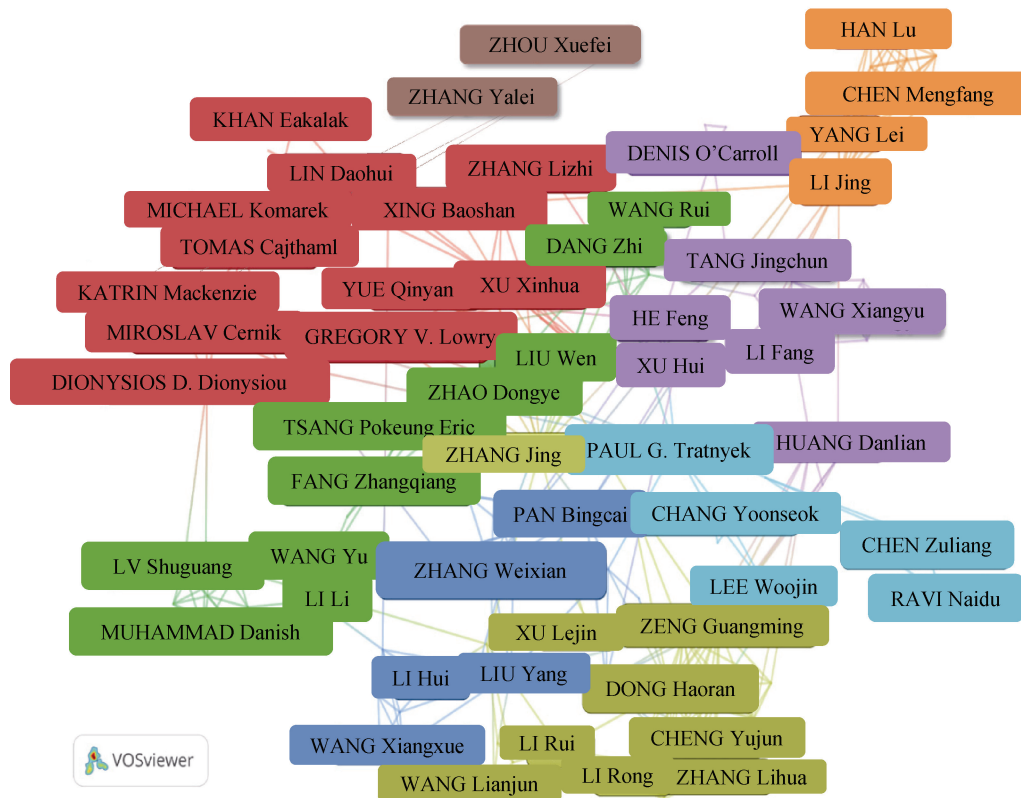 HAN Lu
ZHOU Xuefei
ZHANG Yalei
CHEN Mengfang
KHAN Eakalak
YANG Lei
DENIS O’Carroll
LIN Daohui
ZHANG Lizhi
LI Jing
MICHAEL Komarek
XING Baoshan
WANG Rui
TOMAS Cajthaml
DANG Zhi
TANG Jingchun
KATRIN Mackenzie
YUE Qinyan
XU Xinhua
WANG Xiangyu
HE Feng
MIROSLAV Cernik
GREGORY V. Lowry
LIU Wen
LI Fang
XU Hui
DIONYSIOS D. Dionysiou
ZHAO Dongye
TSANG Pokeung Eric
ZHANG Jing
PAUL G. Tratnyek
HUANG Danlian
FANG Zhangqiang
PAN Bingcai
CHANG Yoonseok
CHEN Zuliang
LV Shuguang
WANG Yu
ZHANG Weixian
LEE Woojin
RAVI Naidu
LI Li
MUHAMMAD Danish
XU Lejin
ZENG Guangming
LI Hui
LIU Yang
DONG Haoran
WANG Xiangxue
LI Rui
CHENG Yujun
VOSviewer
WANG Lianjun
LI Rong
ZHANG Lihua